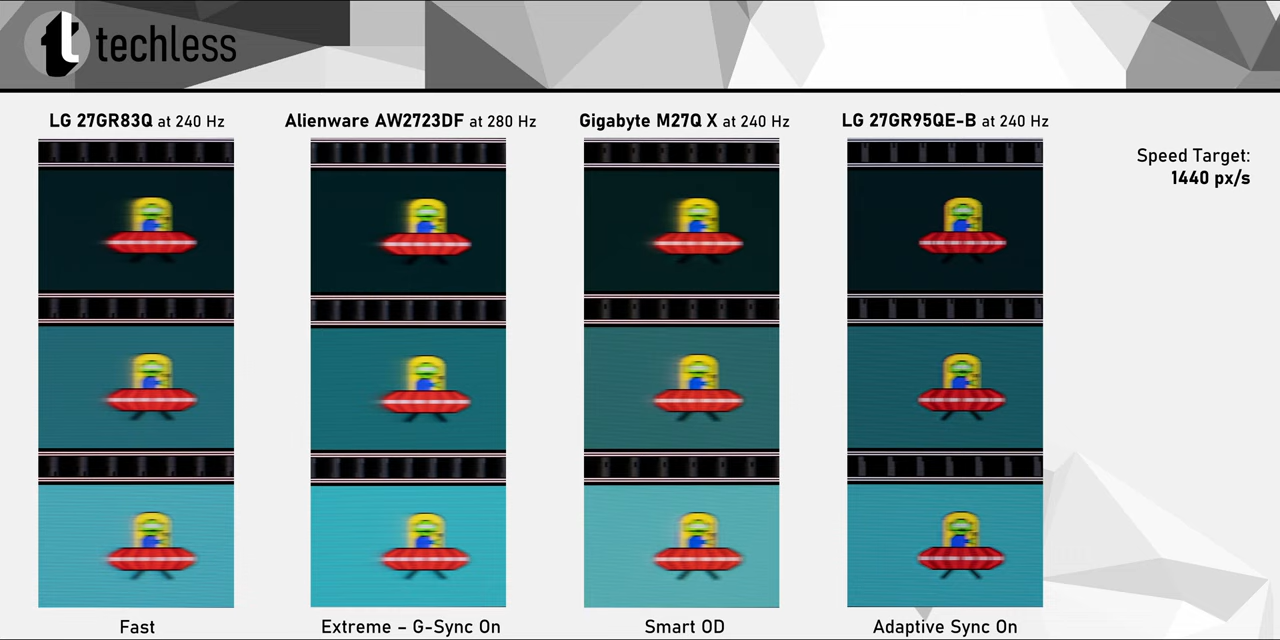 techless
LG 27GR83Q at 240 Hz
Alienware AW2723DF at 280 Hz
Gigabyte M27Q X at 240 Hz
LG 27GR95QE-B at 240 Hz
Speed Target:
1440 px/s
Fast
Extreme – G-Sync On
Smart OD
Adaptive Sync On